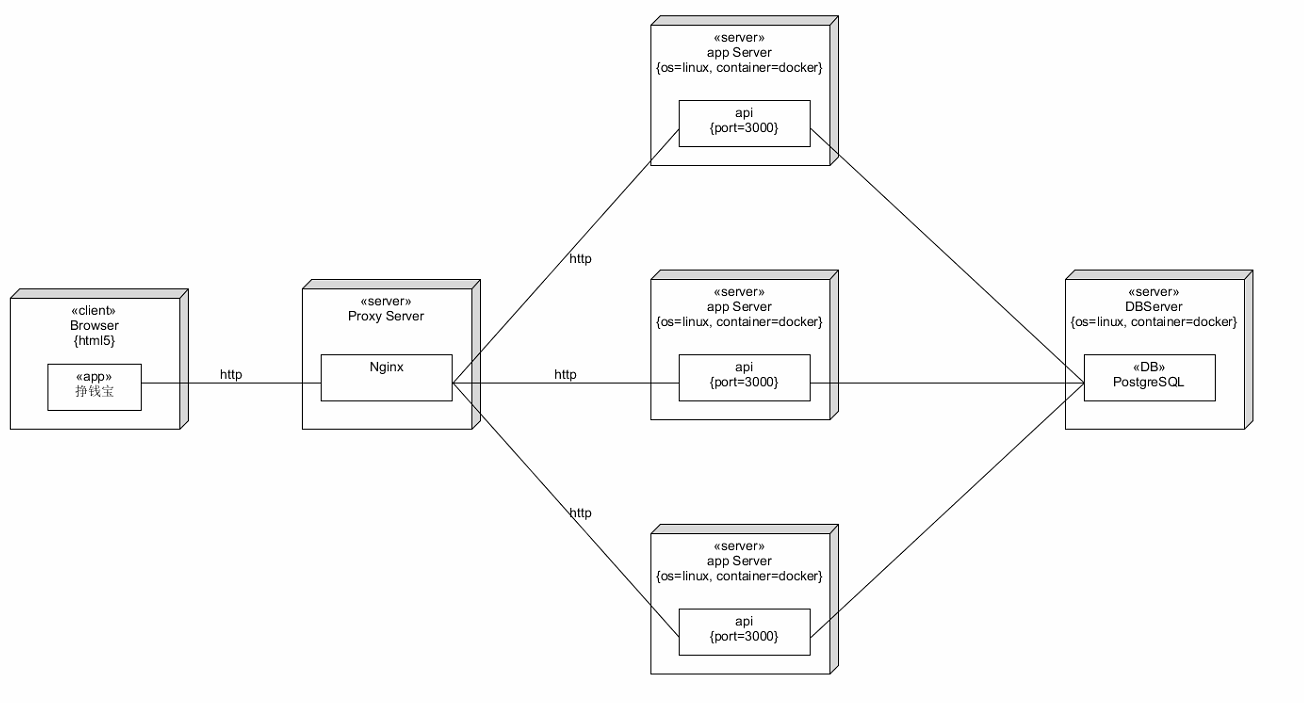 «client»
Browser
{html5}
«app»
挣钱宝
http
«server»
Proxy Server
Nginx
http
http
http
«server»
app Server
{os=linux, container=docker}
api
{port=3000}
«server»
app Server
{os=linux, container=docker}
api
{port=3000}
«server»
app Server
{os=linux, container=docker}
api
{port=3000}
«server»
DBServer
{os=linux, container=docker}
«DB»
PostgreSQL